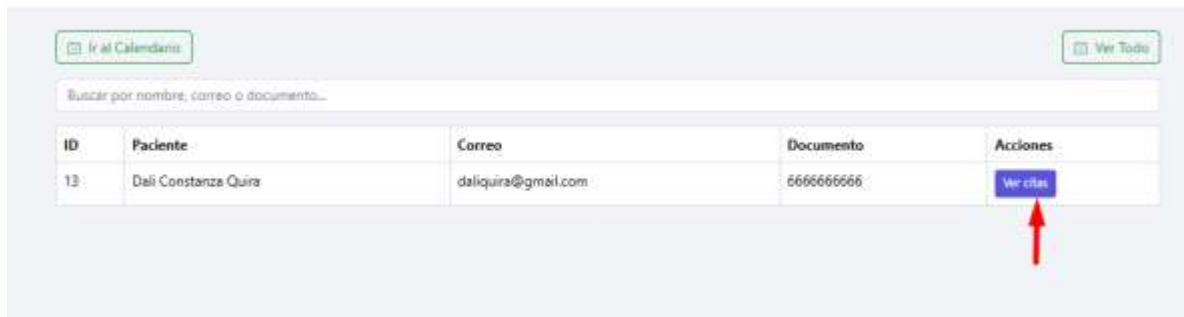 Ir al Calendario
Ver Todo
Buscar por nombre, correo o documento...
ID Paciente Correo Documento Acciones
13 Dali Constanza Quira daliquira@gmail.com 6666666666 Ver citas